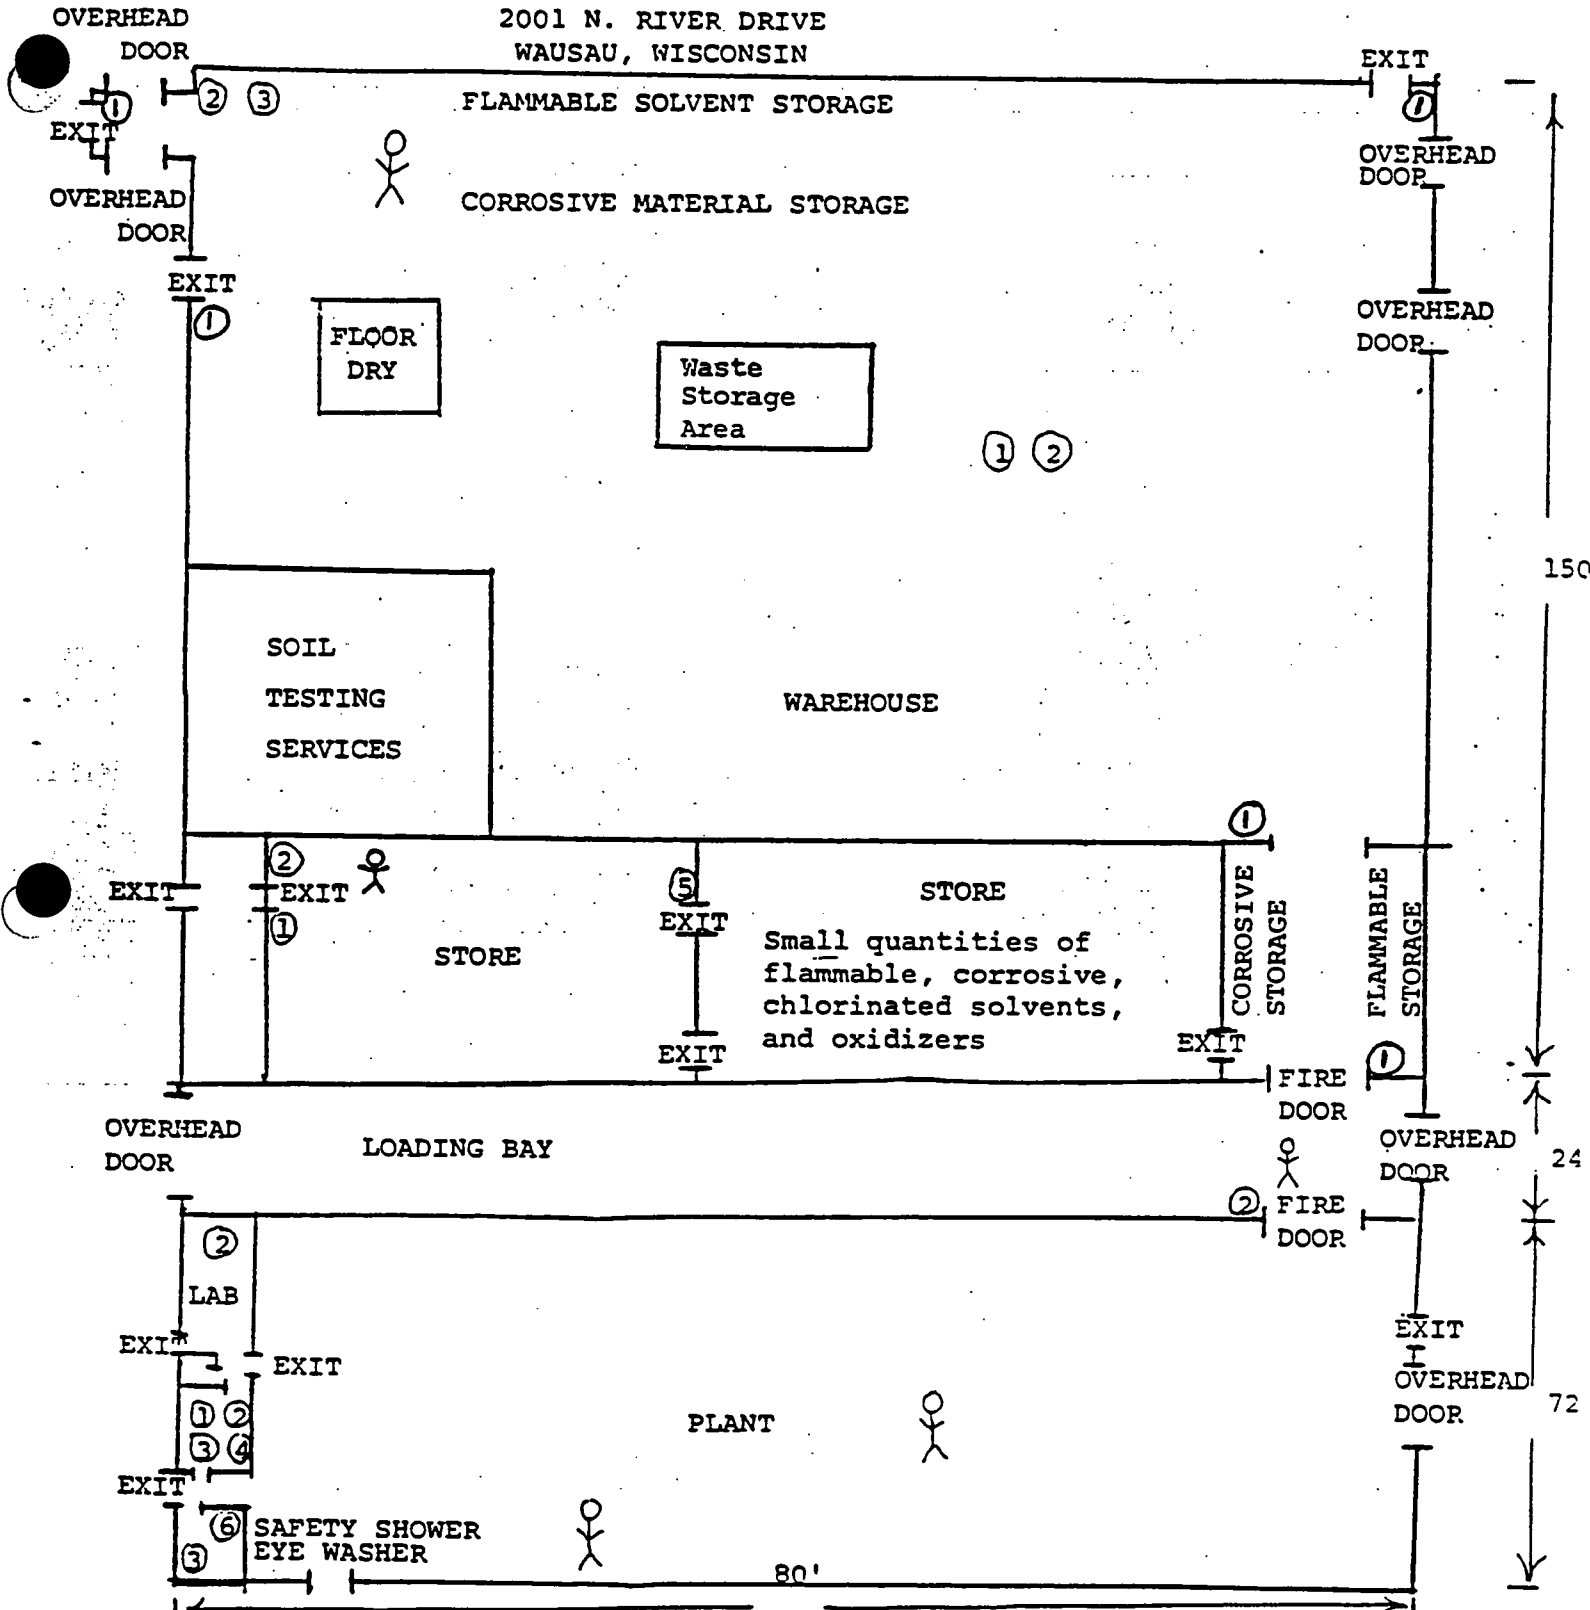 OVERHEAD
DOOR
2001 N. RIVER DRIVE
WAUSAU, WISCONSIN
EXIT
1
EXIT
2 3
FLAMMABLE SOLVENT STORAGE
1
OVERHEAD
DOOR
OVERHEAD
DOOR
CORROSIVE MATERIAL STORAGE
EXIT
1
FLOOR
DRY
Waste
Storage
Area
OVERHEAD
DOOR
1 2
150
SOIL
TESTING
SERVICES
WAREHOUSE
1
EXIT
2
EXIT
1
STORE
5
EXIT
EXIT
STORE
Small quantities of
flammable, corrosive,
chlorinated solvents,
and oxidizers
CORROSIVE
STORAGE
EXIT
FLAMMABLE
STORAGE
1
FIRE
DOOR
OVERHEAD
DOOR
LOADING BAY
OVERHEAD
DOOR
24
2
FIRE
DOOR
2
LAB
EXIT
EXIT
EXIT
OVERHEAD
DOOR
72
1 2
3 4
PLANT
EXIT
6
SAFETY SHOWER
EYE WASHER
3
80'